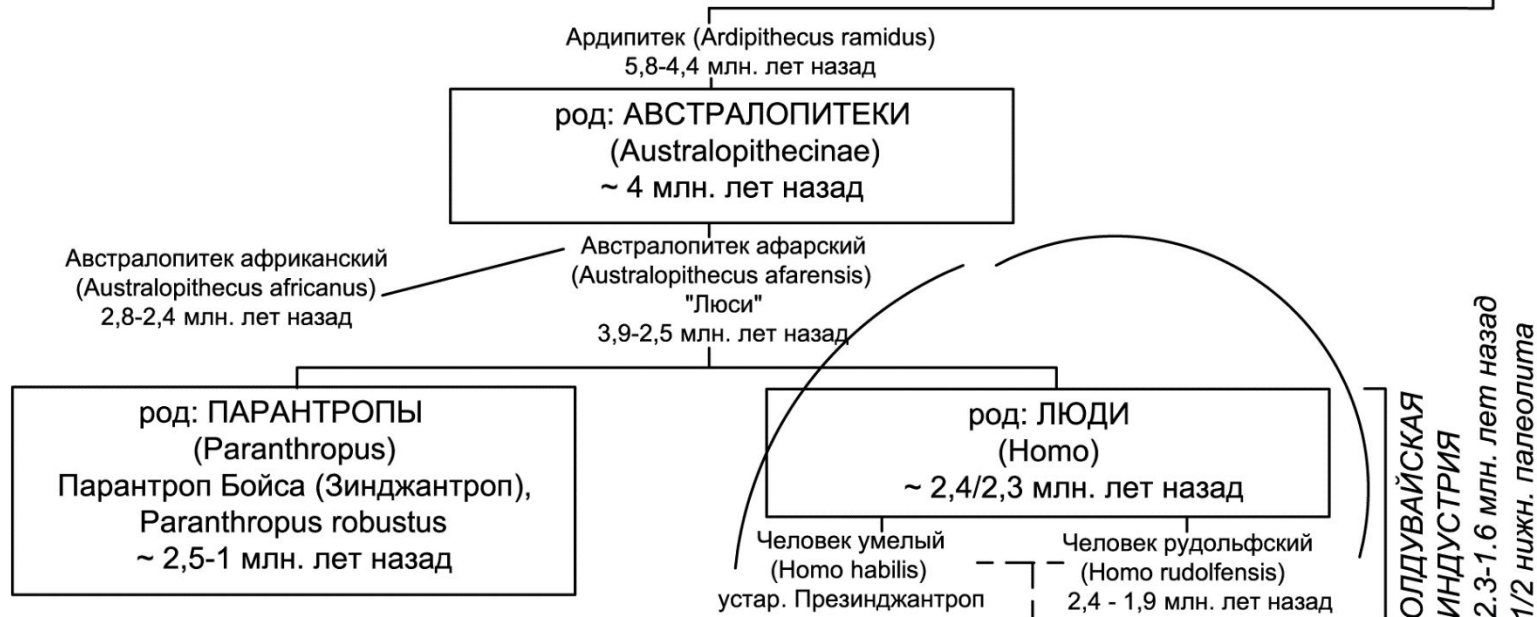 Ардипитек (Ardipithecus ramidus)
5,8-4,4 млн. лет назад
род: АВСТРАЛОПИТЕКИ
(Australopithecinae)
~ 4 млн. лет назад
Австралопитек африканский
(Australopithecus africanus)
2,8-2,4 млн. лет назад
Австралопитек афарский
(Australopithecus afarensis)
"Люси"
3,9-2,5 млн. лет назад
род: ПАРАНТРОПЫ
(Paranthropus)
Парантроп Бойса (Зинджантроп),
Paranthropus robustus
~ 2,5-1 млн. лет назад
род: ЛЮДИ
(Homo)
~ 2,4/2,3 млн. лет назад
Человек умелый
(Homo habilis)
устар. Презинджантроп
Человек рудольфский
(Homo rudolfensis)
2,4 - 1,9 млн. лет назад
ОЛДУВАЙСКАЯ
ИНДУСТРИЯ
2.3-1.6 млн. лет назад
1/2 нижн. палеолита